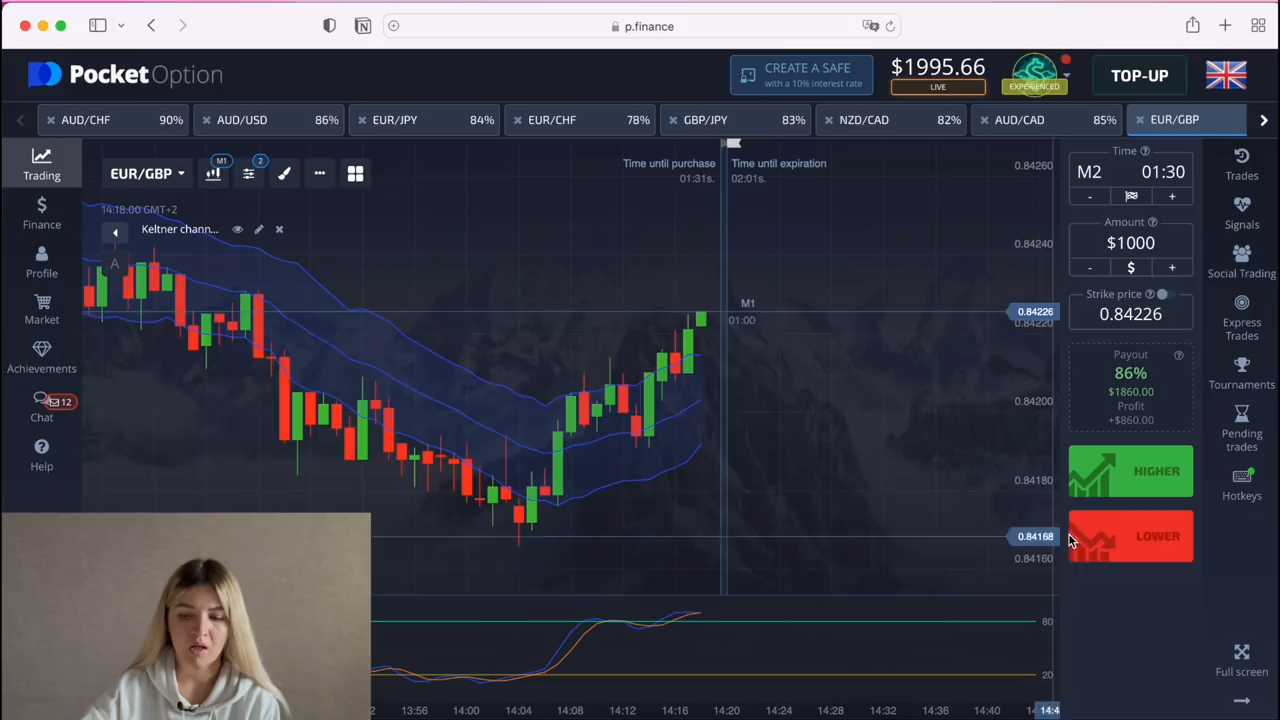 p.finance
PocketOption
CREATE A SAFE
with a 10% interest rate
$1995.66
LIVE
EXPERIENCED
TOP-UP
AUD/CHF 90%
AUD/USD 86%
EUR/JPY 84%
EUR/CHF 78%
GBP/JPY 83%
NZD/CAD 82%
AUD/CAD 85%
EUR/GBP
Trading
Finance
Profile
Market
Achievements
12
Chat
Help
EUR/GBP
M1
2
14:18:00 GMT+2
Keltner chann...
A
Time until purchase
01:31s.
Time until expiration
02:01s.
M1
01:00
0.84260
0.84240
0.84226
0.84220
0.84200
0.84180
0.84168
0.84160
80
20
13:56
14:00
14:04
14:08
14:12
14:16
14:20
14:24
14:28
14:32
14:36
14:40
14:4
Time
M2 01:30
- +
Amount
$1000
- $ +
Strike price
0.84226
Payout
86%
$1860.00
Profit
+$860.00
HIGHER
LOWER
Trades
Signals
Social Trading
Express
Trades
Tournaments
Pending
trades
Hotkeys
Full screen